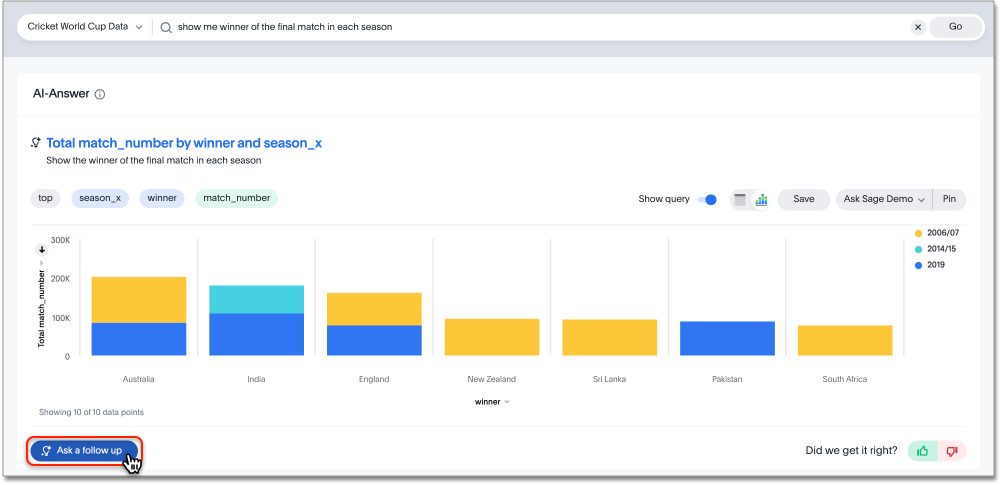 Cricket World Cup Data show me winner of the final match in each season Go
AI-Answer
Total match_number by winner and season_x
Show the winner of the final match in each season
top season_x winner match_number Show query Save Ask Sage Demo Pin
2006/07
2014/15
2019
Total match_number
300K
200K
100K
0
Australia India England New Zealand Sri Lanka Pakistan South Africa
winner
Showing 10 of 10 data points
Ask a follow up Did we get it right?